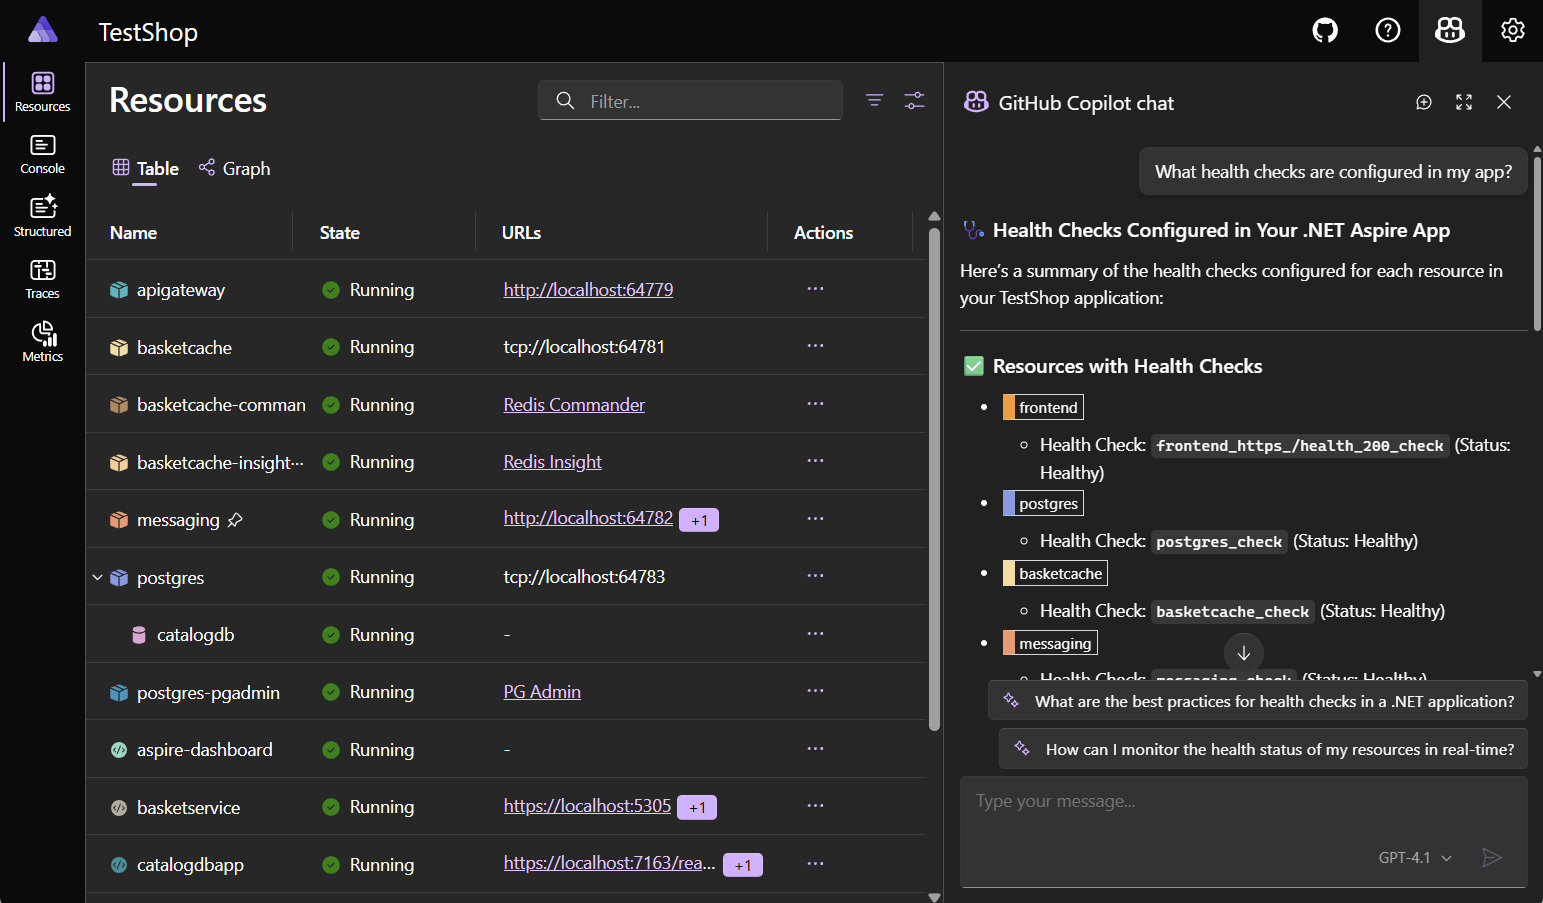 TestShop
Resources
Console
Structured
Traces
Metrics
Resources
Filter...
Table
Graph
Name
State
URLs
Actions
apigateway
Running
http://localhost:64779
basketcache
Running
tcp://localhost:64781
basketcache-comman
Running
Redis Commander
basketcache-insight···
Running
Redis Insight
messaging
Running
http://localhost:64782
+1
postgres
Running
tcp://localhost:64783
catalogdb
Running
-
postgres-pgadmin
Running
PG Admin
aspire-dashboard
Running
-
basketservice
Running
https://localhost:5305
+1
catalogdbapp
Running
https://localhost:7163/rea...
+1
GitHub Copilot chat
What health checks are configured in my app?
Health Checks Configured in Your .NET Aspire App
Here's a summary of the health checks configured for each resource in
your TestShop application:
Resources with Health Checks
frontend
Health Check: frontend_https_/health_200_check (Status:
Healthy)
postgres
Health Check: postgres_check (Status: Healthy)
basketcache
Health Check: basketcache_check (Status: Healthy)
messaging
Health Check: messaging_check (Status: Healthy)
What are the best practices for health checks in a .NET application?
How can I monitor the health status of my resources in real-time?
Type your message...
GPT-4.1